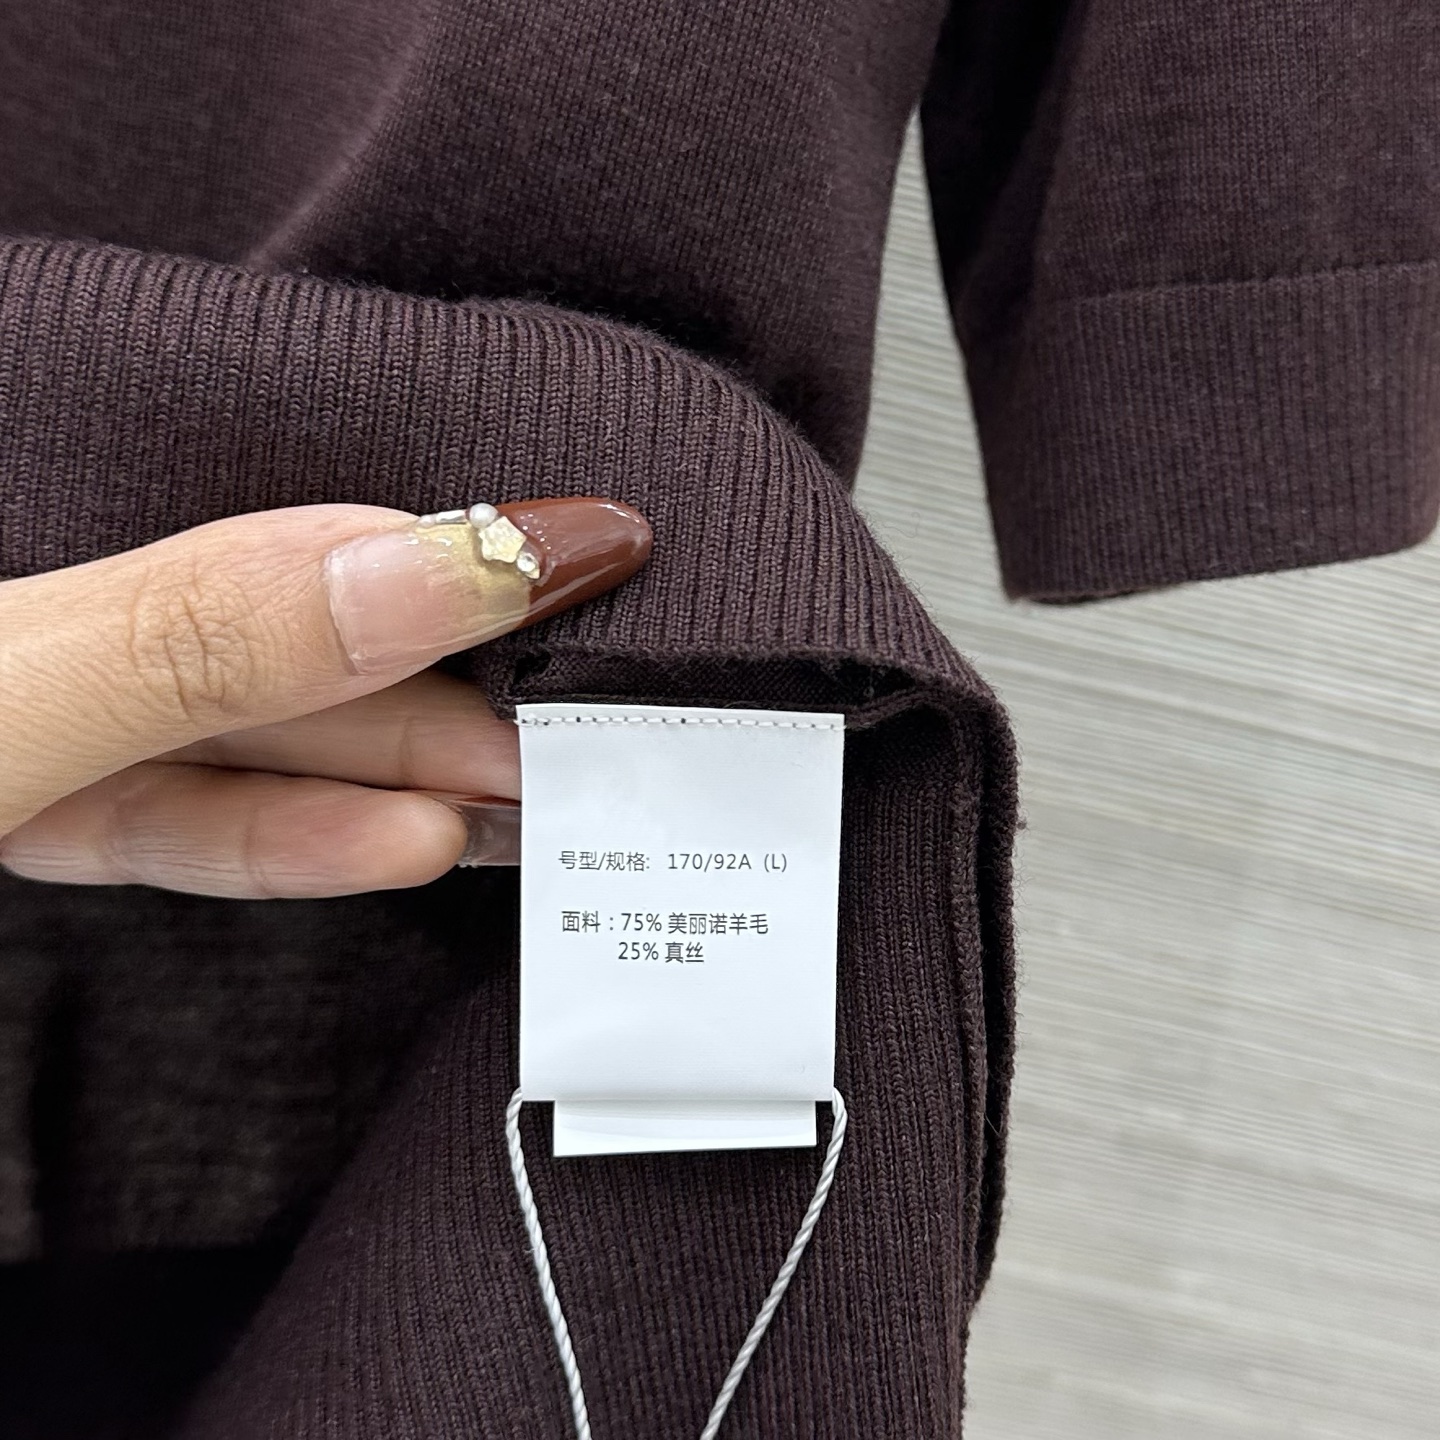 号型/规格: 170/92A (L)
面料：75% 美丽诺羊毛
25% 真丝